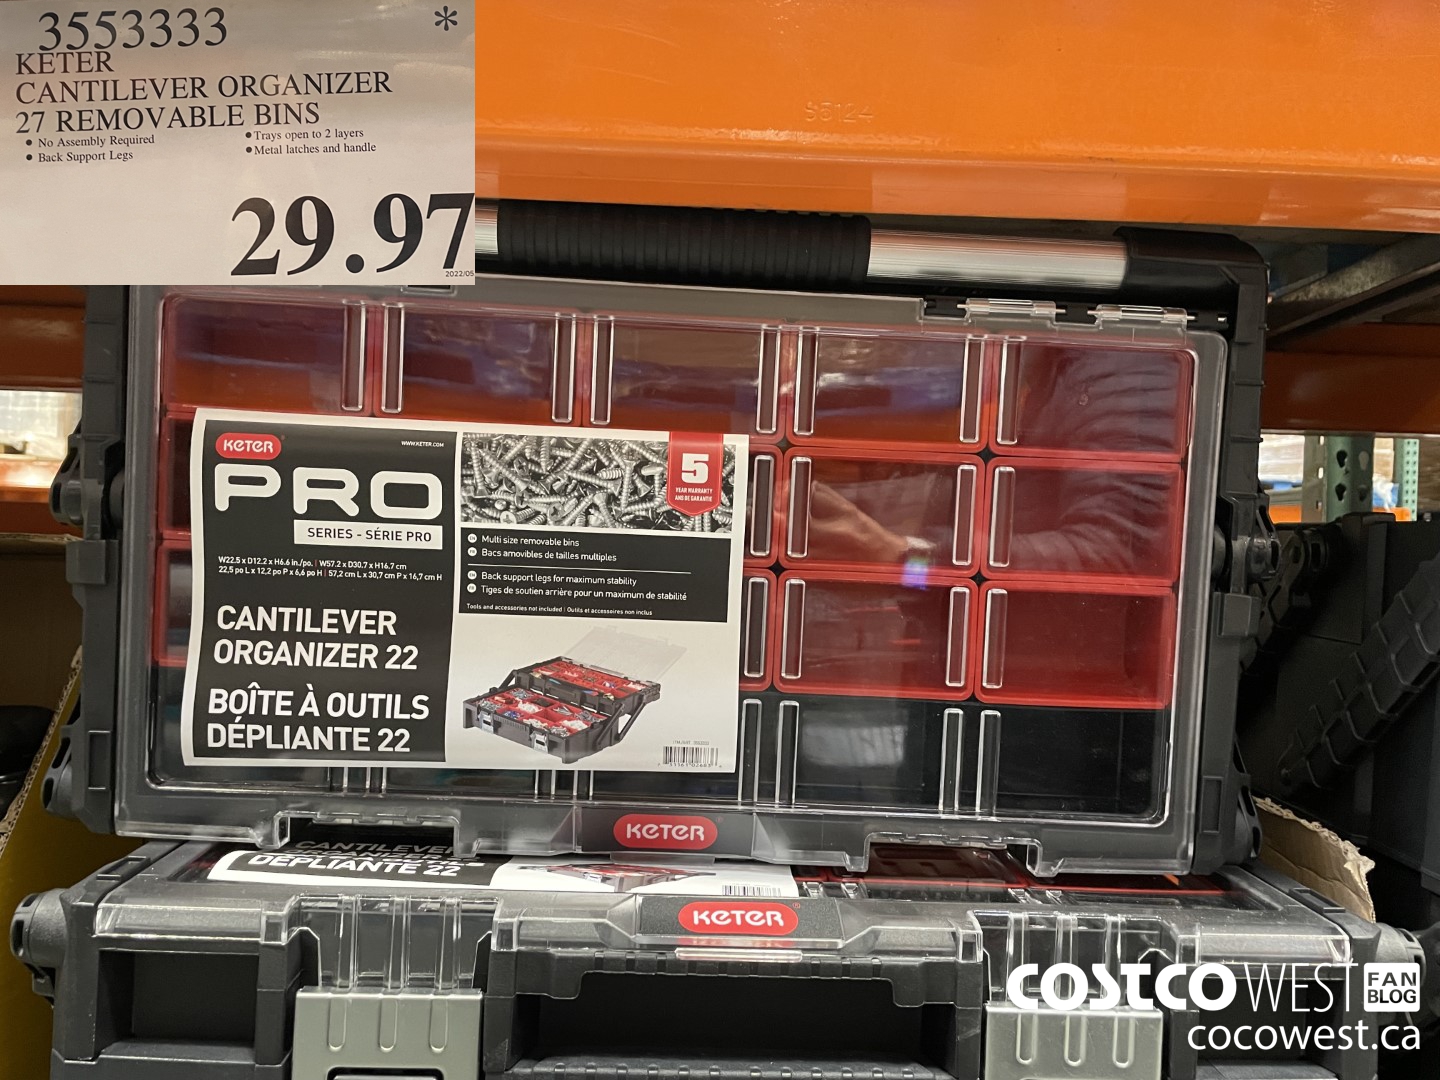 3553333 *
KETER
CANTILEVER ORGANIZER
27 REMOVABLE BINS
• No Assembly Required
• Back Support Legs
• Trays open to 2 layers
• Metal latches and handle
29.97
2022/05
S5124
KETER
WWW.KETER.COM
PRO
SERIES - SÉRIE PRO
W22.5 x D12.2 x H6.6 in./po. | W57.2 x D30.7 x H16.7 cm
22,5 po L x 12,2 po P x 6,6 po H | 57,2 cm L x 30,7 cm P x 16,7 cm H
CANTILEVER
ORGANIZER 22
BOÎTE À OUTILS
DÉPLIANTE 22
5
YEAR WARRANTY
ANS DE GARANTIE
Multi size removable bins
Bacs amovibles de tailles multiples
Back support legs for maximum stability
Tiges de soutien arrière pour un maximum de stabilité
Tools and accessories not included | Outils et accessoires non inclus
KETER
CANTILEVER
DÉPLIANTE 22
KETER
COSTCO WEST FAN BLOG
cocowest.ca